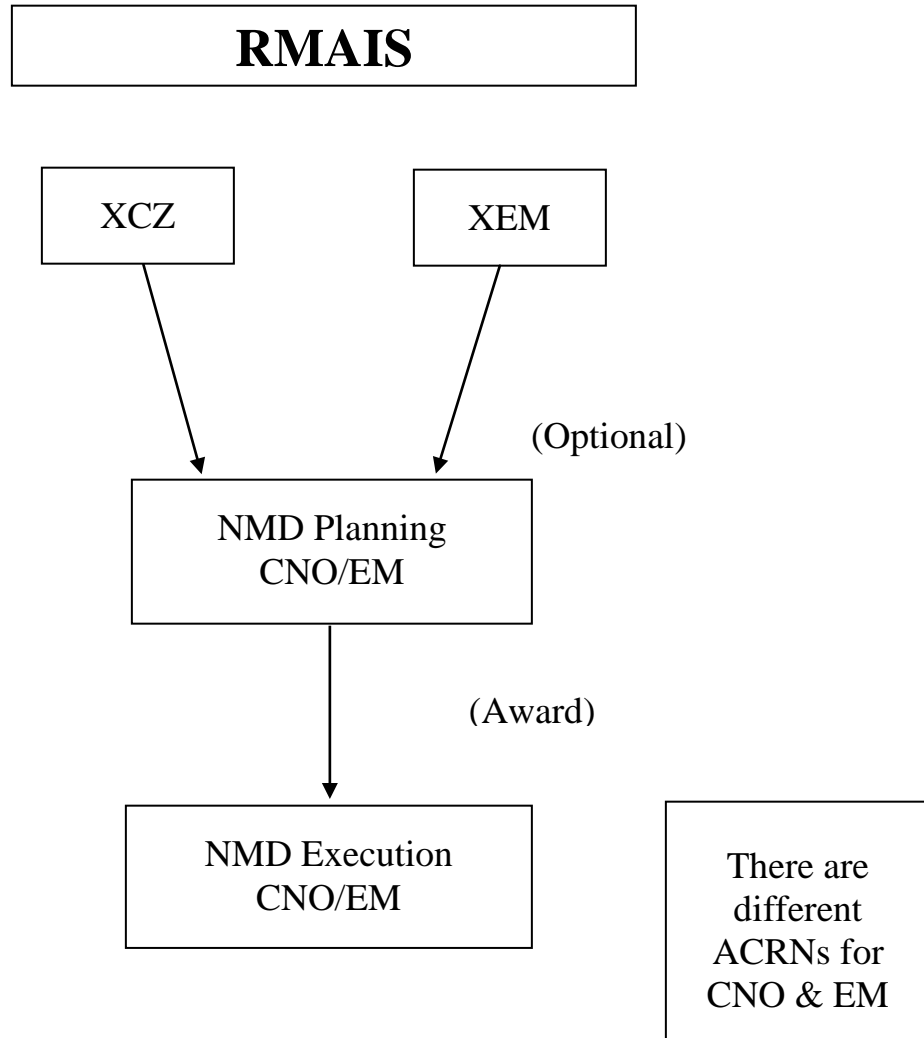 RMAIS
XCZ
XEM
(Optional)
NMD Planning
CNO/EM
(Award)
NMD Execution
CNO/EM
There are
different
ACRNs for
CNO & EM